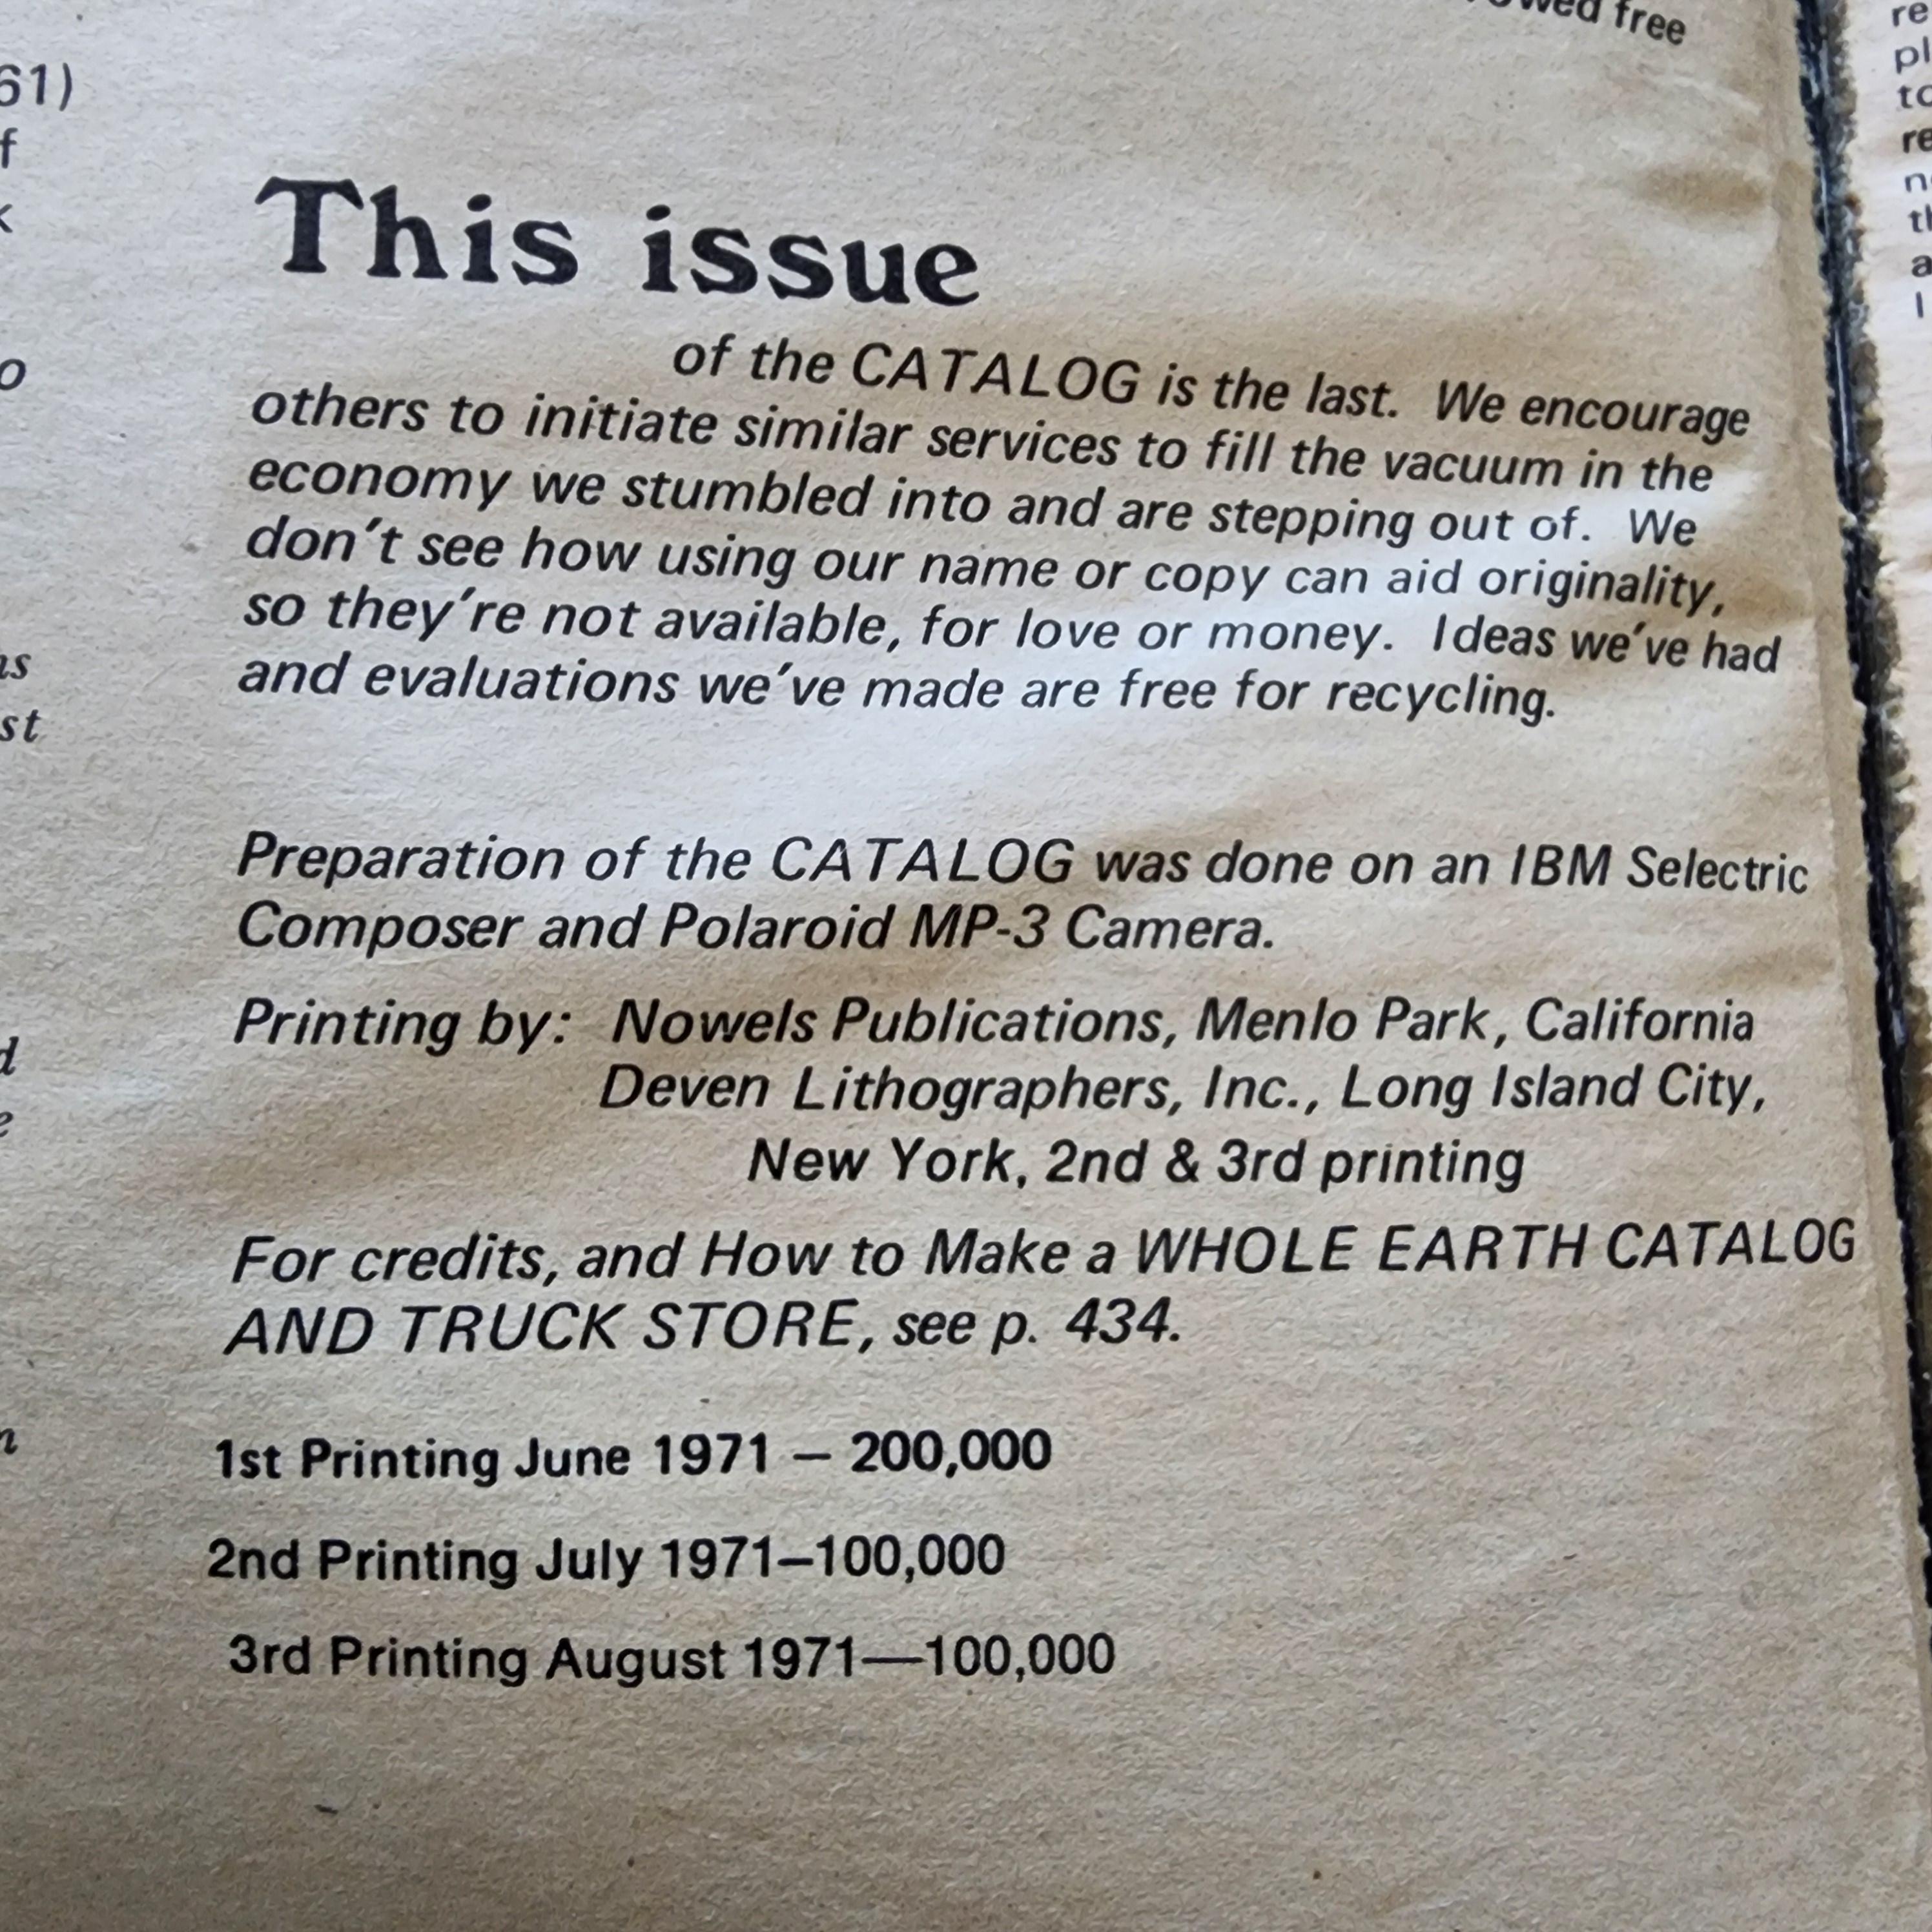 61)
f
owed free
This issue
of the CATALOG is the last. We encourage
others to initiate similar services to fill the vacuum in the
economy we stumbled into and are stepping out of. We
don't see how using our name or copy can aid originality,
so they're not available, for love or money. Ideas we've had
and evaluations we've made are free for recycling.
Preparation of the CATALOG was done on an IBM Selectric
Composer and Polaroid MP-3 Camera.
Printing by: Nowels Publications, Menlo Park, California
Deven Lithographers, Inc., Long Island City,
New York, 2nd & 3rd printing
For credits, and How to Make a WHOLE EARTH CATALOG
AND TRUCK STORE, see p. 434.
1st Printing June 1971 — 200,000
2nd Printing July 1971–100,000
3rd Printing August 1971—100,000